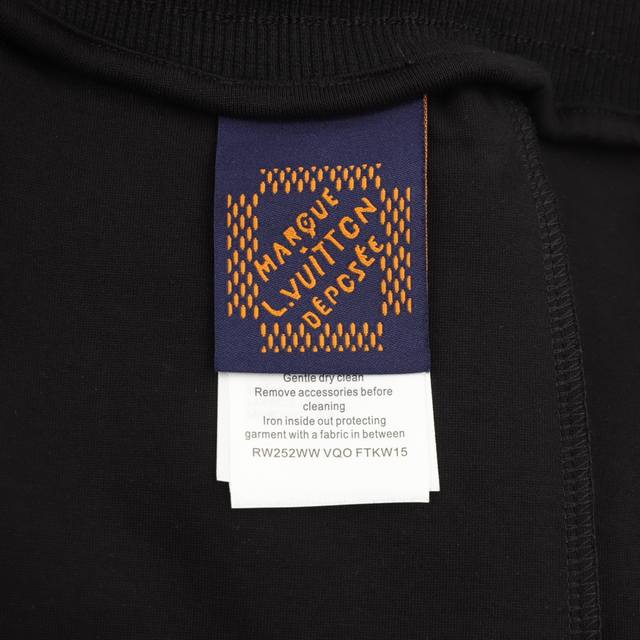 MARQUE
L.VUITTON
DÉPOSÉE
Gentle dry clean
Remove accessories before
cleaning
Iron inside out protecting
garment with a fabric in between
RW252WW VQO FTKW15